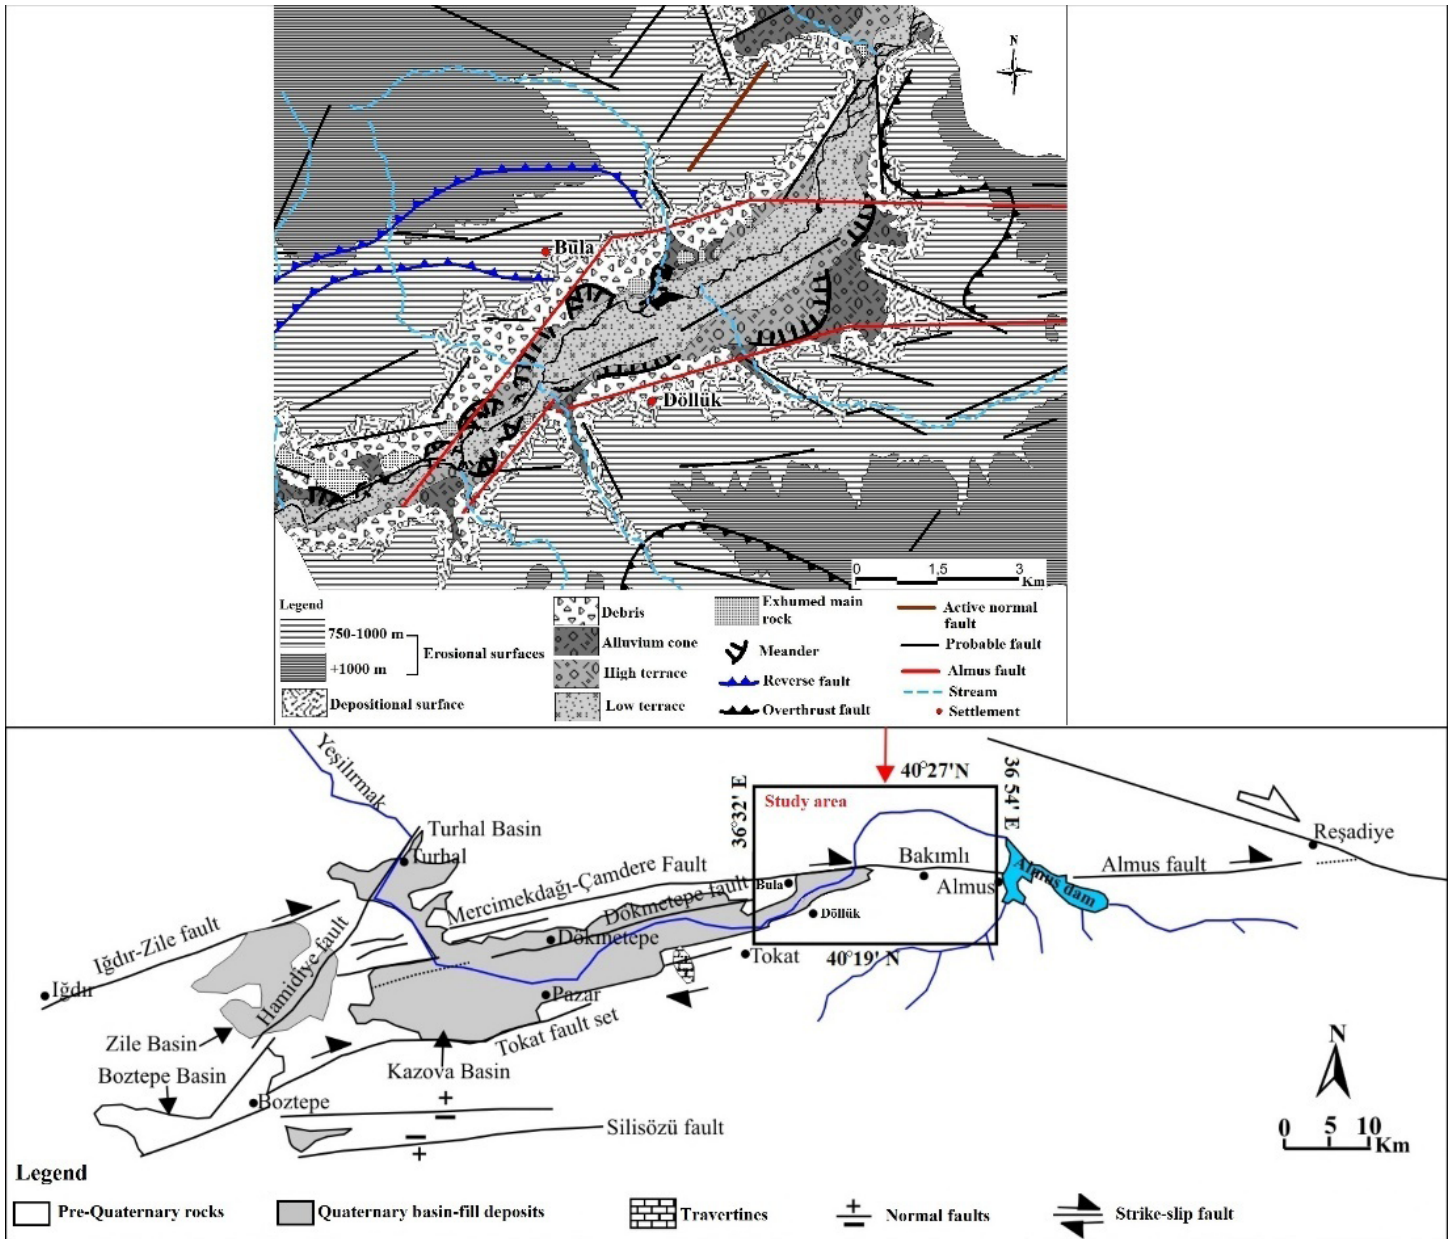 N
Bula
Döllük
0 1,5 3
Km
Legend
750-1000 m
+1000 m
Erosional surfaces
Depositional surface
Debris
Alluvium cone
High terrace
Low terrace
Exhumed main
rock
Meander
Reverse fault
Overthrust fault
Active normal
fault
Probable fault
Almus fault
Stream
Settlement
Yeşilırmak
Turhal Basin
Turhal
Mercimekdağı-Çamdere Fault
Dökmetepe fault
Dökmetepe
Iğdır-Zile fault
Iğdır
Hamidiye fault
Zile Basin
Boztepe Basin
Boztepe
Kazova Basin
Pazar
Tokat fault set
Tokat
Silisözü fault
+
−
−
+
Study area
36°32' E
40°27'N
36 54' E
40°19' N
Bula
Döllük
Bakımlı
Almus
Almus dam
Almus fault
Reşadiye
N
0 5 10
Km
Legend
Pre-Quaternary rocks
Quaternary basin-fill deposits
Travertines
+
−
Normal faults
Strike-slip fault